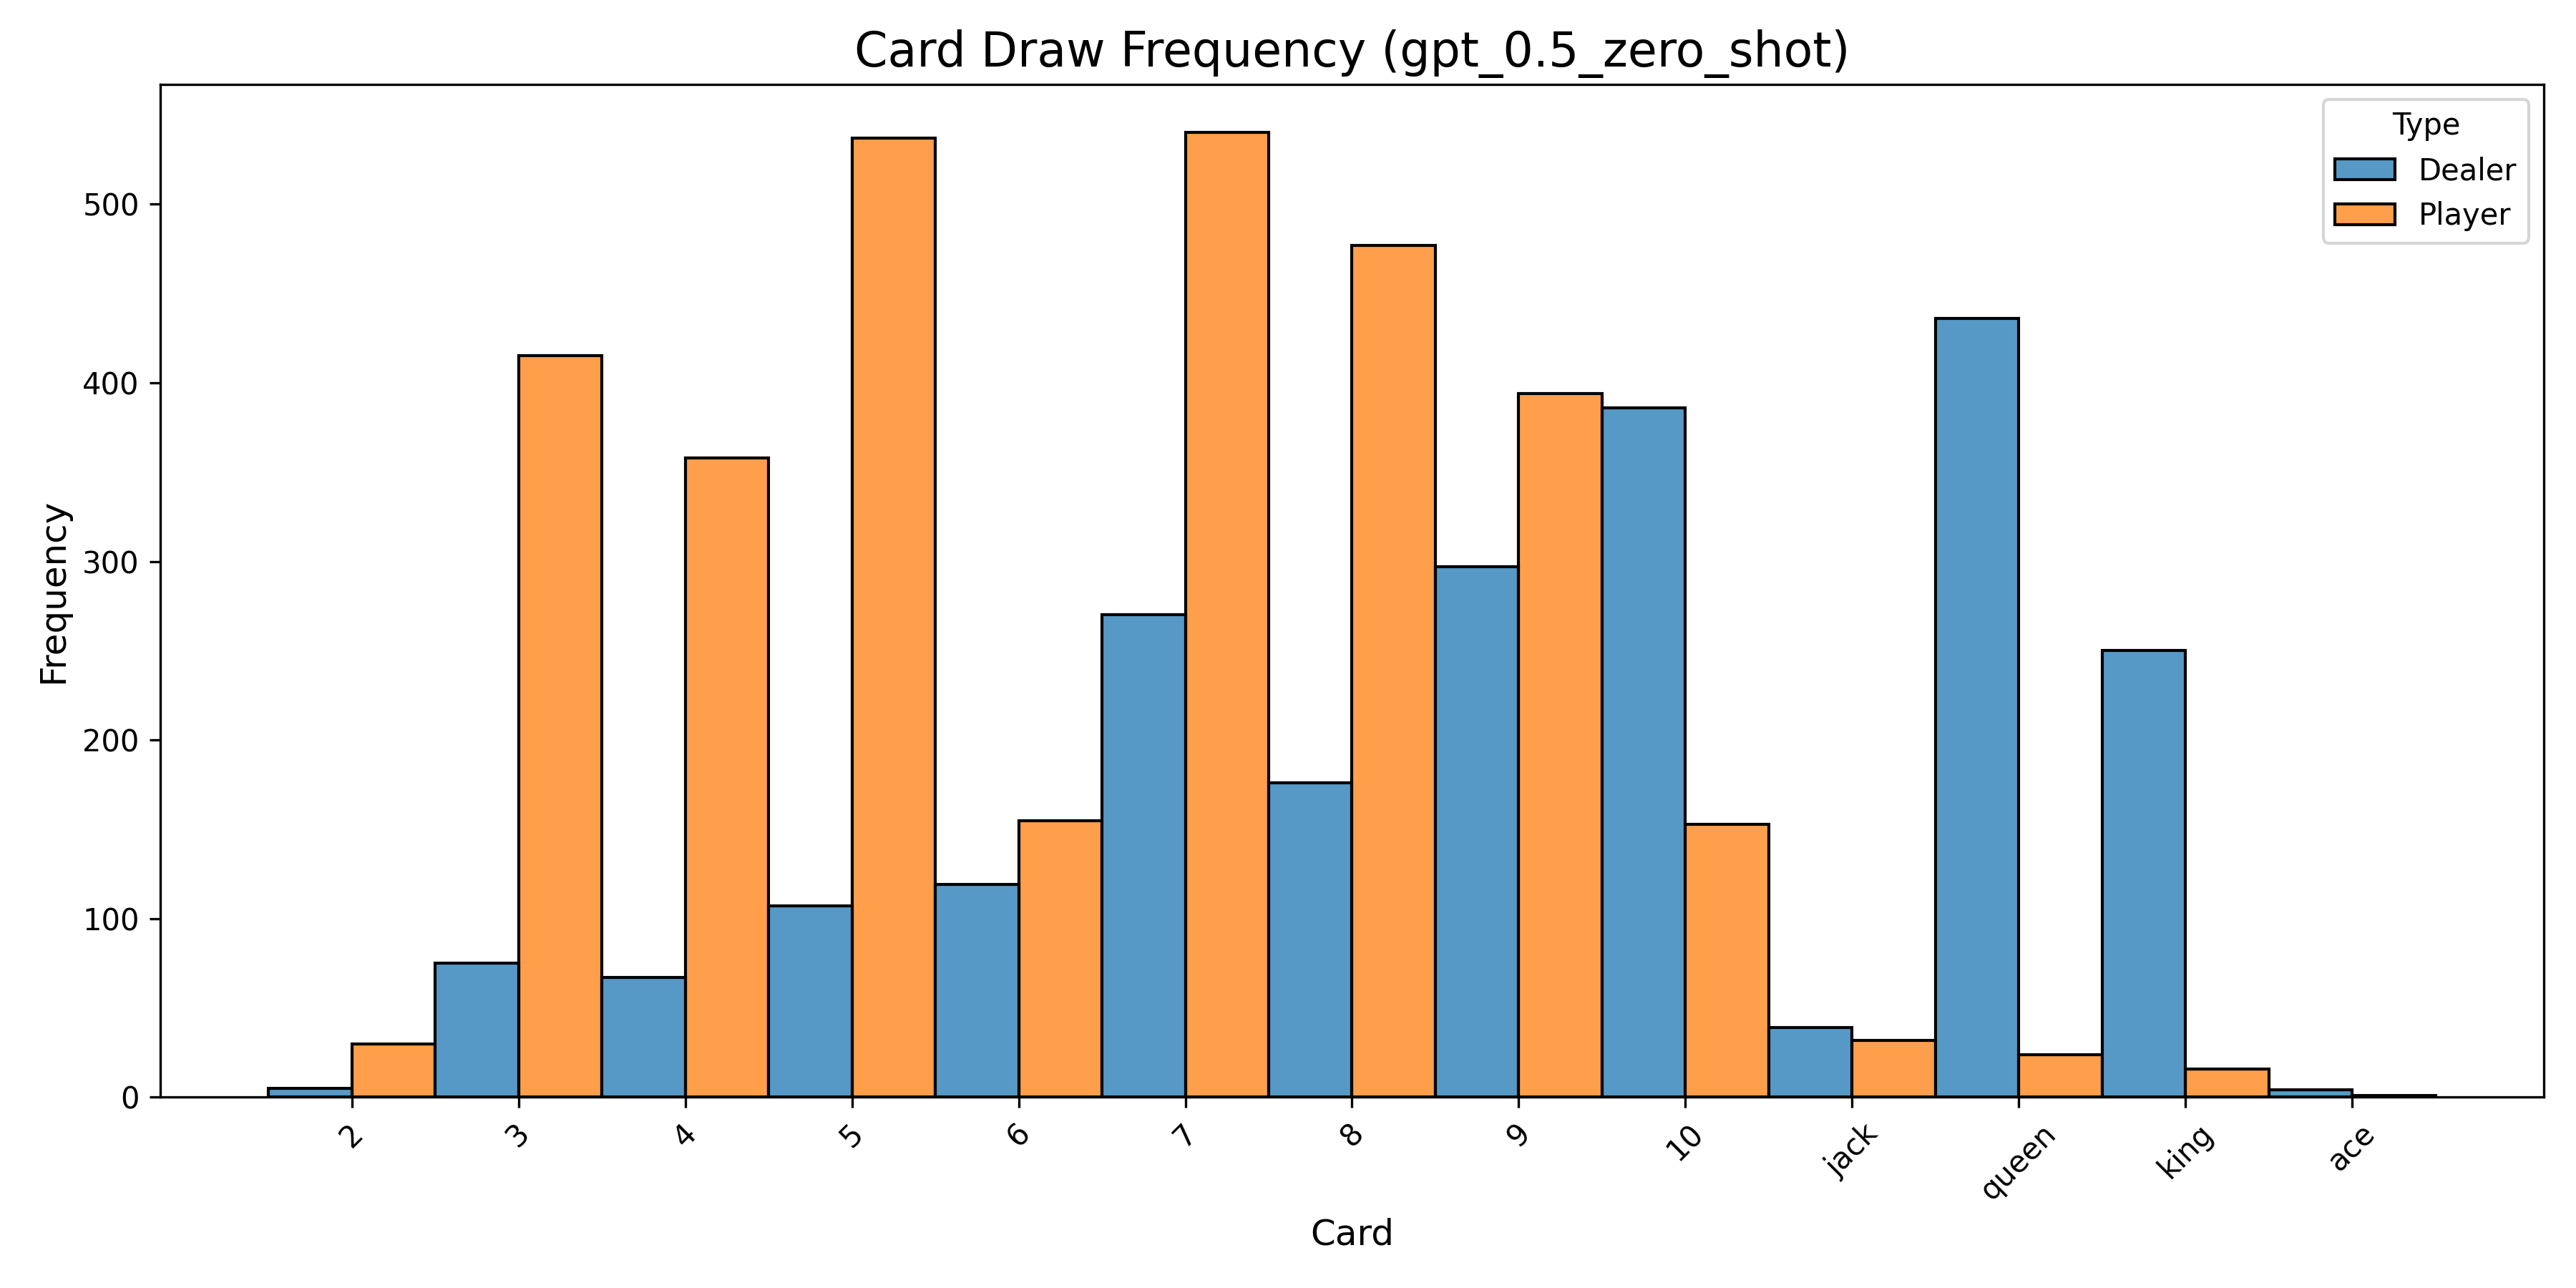 Card Draw Frequency (gpt_0.5_zero_shot)
Type
Dealer
Player
Frequency
500
400
300
200
100
0
2 3 4 5 6 7 8 9 10 jack queen king ace
Card